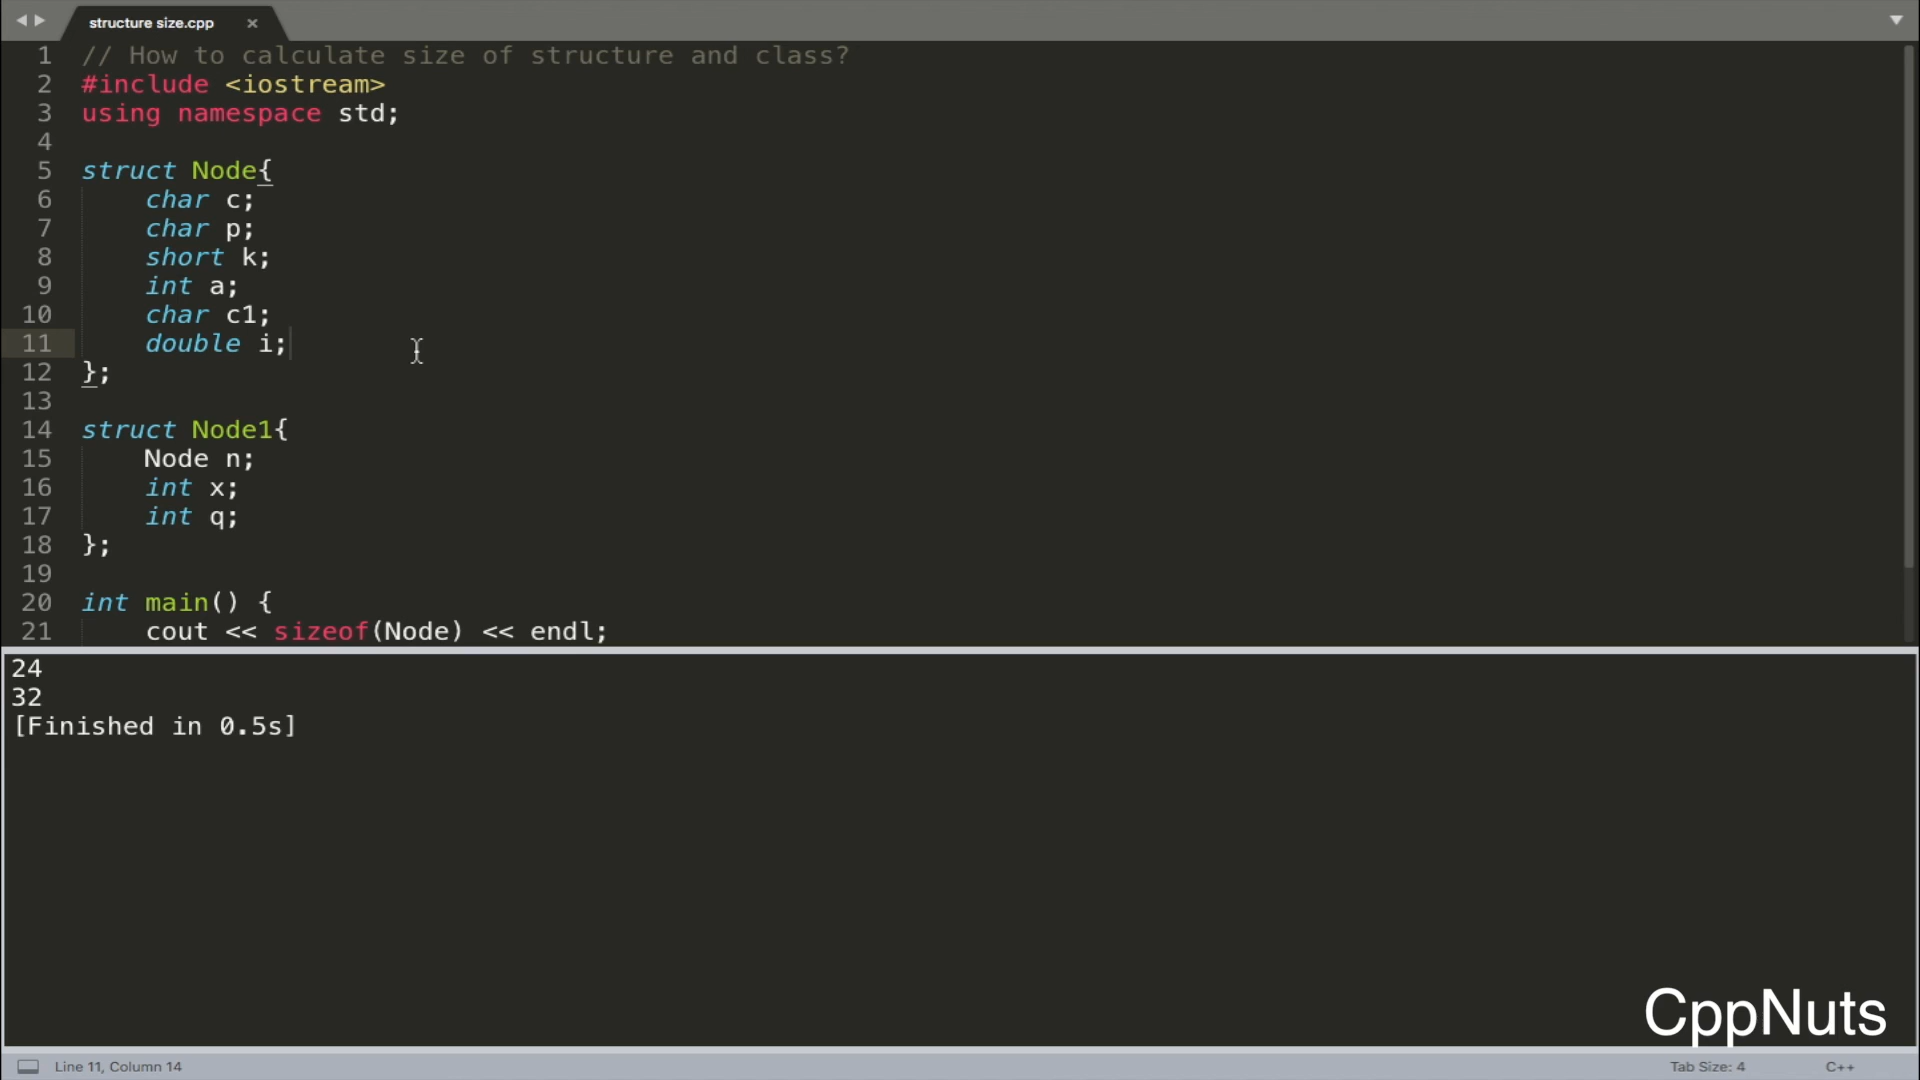 structure size.cpp
1 // How to calculate size of structure and class?
2 #include <iostream>
3 using namespace std;
4
5 struct Node{
6 char c;
7 char p;
8 short k;
9 int a;
10 char c1;
11 double i;
12 };
13
14 struct Node1{
15 Node n;
16 int x;
17 int q;
18 };
19
20 int main() {
21 cout << sizeof(Node) << endl;
24
32
[Finished in 0.5s]
CppNuts
Line 11, Column 14 Tab Size: 4 C++